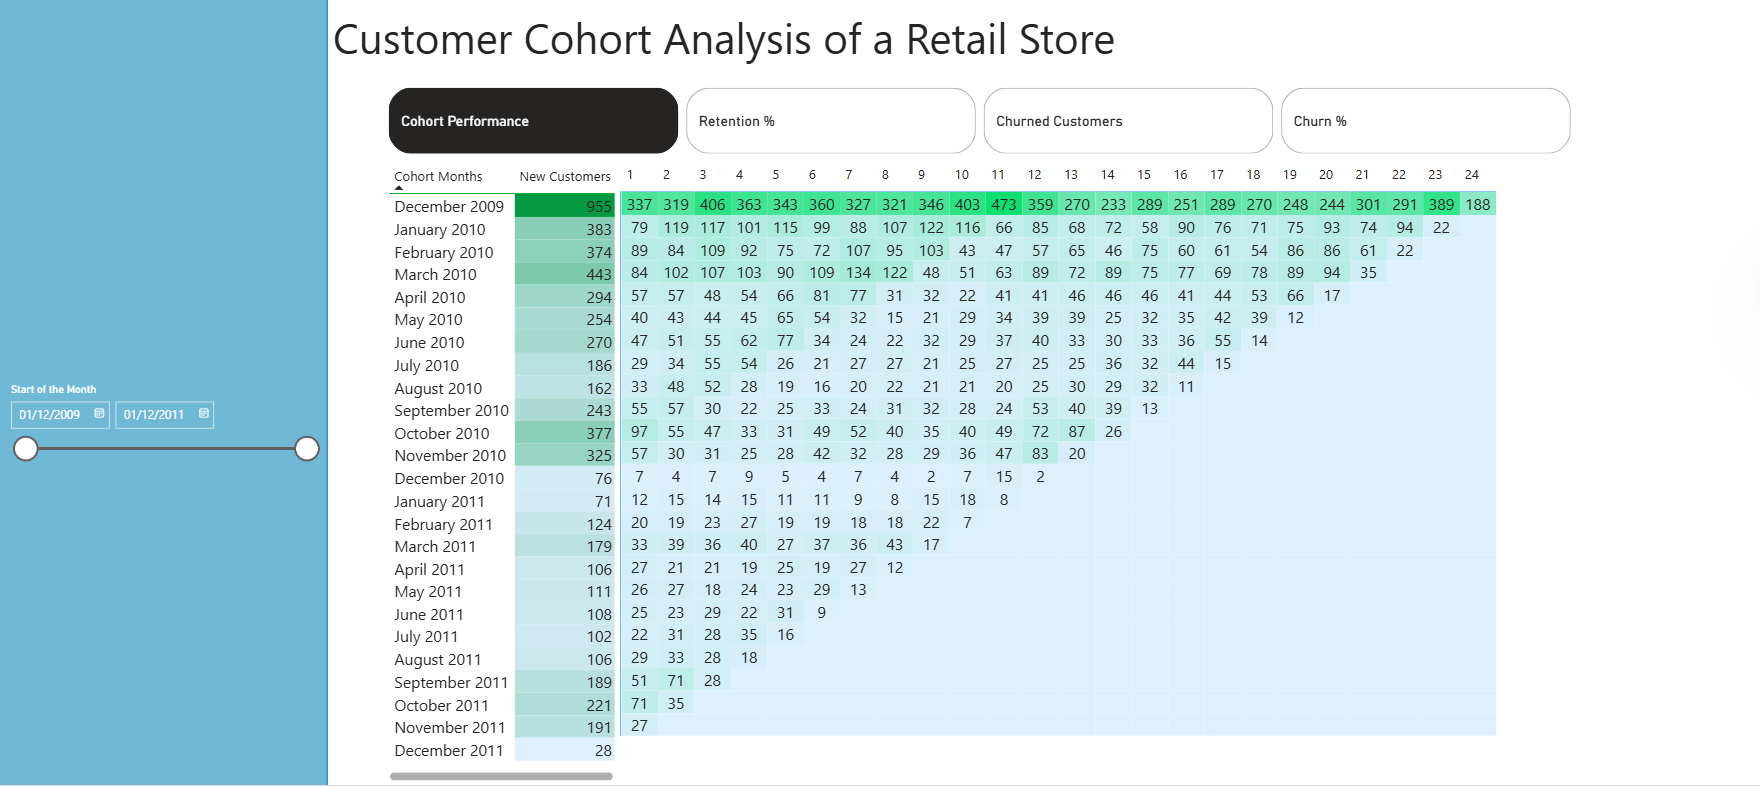 Customer Cohort Analysis of a Retail Store
Cohort Performance Retention % Churned Customers Churn %
Cohort Months New Customers 1 2 3 4 5 6 7 8 9 10 11 12 13 14 15 16 17 18 19 20 21 22 23 24
December 2009 955 337 319 406 363 343 360 327 321 346 403 473 359 270 233 289 251 289 270 248 244 301 291 389 188
January 2010 383 79 119 117 101 115 99 88 107 122 116 66 85 68 72 58 90 76 71 75 93 74 94 22
February 2010 374 89 84 109 92 75 72 107 95 103 43 47 57 65 46 75 60 61 54 86 86 61 22
March 2010 443 84 102 107 103 90 109 134 122 48 51 63 89 72 89 75 77 69 78 89 94 35
April 2010 294 57 57 48 54 66 81 77 31 32 22 41 41 46 46 46 41 44 53 66 17
May 2010 254 40 43 44 45 65 54 32 15 21 29 34 39 39 25 32 35 42 39 12
June 2010 270 47 51 55 62 77 34 24 22 32 29 37 40 33 30 33 36 55 14
July 2010 186 29 34 55 54 26 21 27 27 21 25 27 25 25 36 32 44 15
August 2010 162 33 48 52 28 19 16 20 22 21 21 20 25 30 29 32 11
September 2010 243 55 57 30 22 25 33 24 31 32 28 24 53 40 39 13
October 2010 377 97 55 47 33 31 49 52 40 35 40 49 72 87 26
November 2010 325 57 30 31 25 28 42 32 28 29 36 47 83 20
December 2010 76 7 4 7 9 5 4 7 4 2 7 15 2
January 2011 71 12 15 14 15 11 11 9 8 15 18 8
February 2011 124 20 19 23 27 19 19 18 18 22 7
March 2011 179 33 39 36 40 27 37 36 43 17
April 2011 106 27 21 21 19 25 19 27 12
May 2011 111 26 27 18 24 23 29 13
June 2011 108 25 23 29 22 31 9
July 2011 102 22 31 28 35 16
August 2011 106 29 33 28 18
September 2011 189 51 71 28
October 2011 221 71 35
November 2011 191 27
December 2011 28
Start of the Month
01/12/2009 01/12/2011